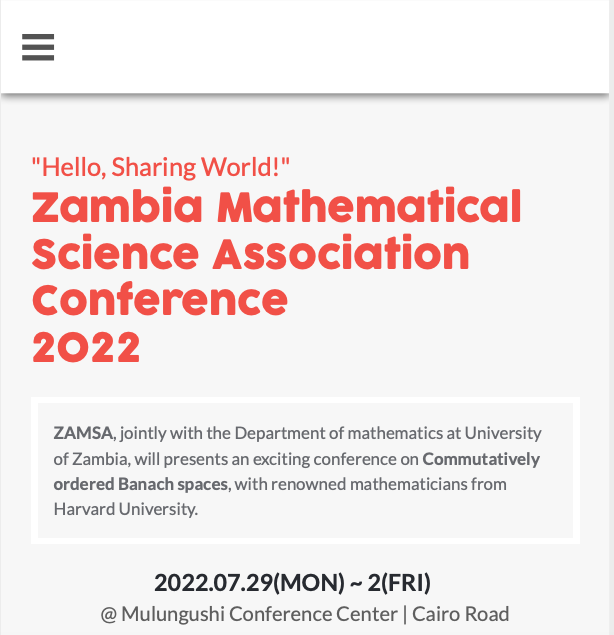 "Hello, Sharing World!"
Zambia Mathematical
Science Association
Conference
2022
ZAMSA, jointly with the Department of mathematics at University
of Zambia, will presents an exciting conference on Commutatively
ordered Banach spaces, with renowned mathematicians from
Harvard University.
2022.07.29(MON) ~ 2(FRI)
@ Mulungushi Conference Center | Cairo Road